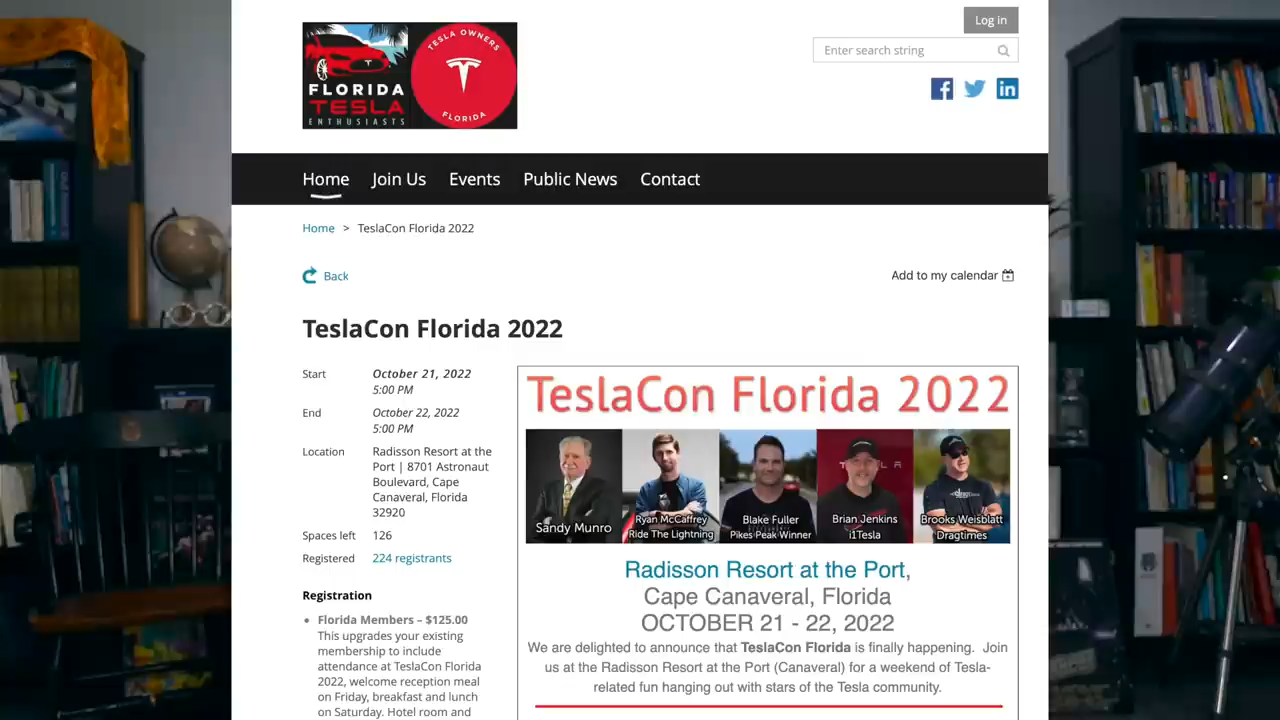 FLORIDA
TESLA
ENTHUSIASTS
TESLA OWNERS
FLORIDA
Log in
Enter search string
Home Join Us Events Public News Contact
Home > TeslaCon Florida 2022
Back
Add to my calendar
TeslaCon Florida 2022
Start October 21, 2022
5:00 PM
End October 22, 2022
5:00 PM
Location Radisson Resort at the
Port | 8701 Astronaut
Boulevard, Cape
Canaveral, Florida
32920
Spaces left 126
Registered 224 registrants
Registration
• Florida Members – $125.00
This upgrades your existing
membership to include
attendance at TeslaCon Florida
2022, welcome reception meal
on Friday, breakfast and lunch
on Saturday. Hotel room and
TeslaCon Florida 2022
Sandy Munro
Ryan McCaffrey
Ride The Lightning
Blake Fuller
Pikes Peak Winner
Brian Jenkins
i1Tesla
Brooks Weisblatt
Dragtimes
Radisson Resort at the Port,
Cape Canaveral, Florida
OCTOBER 21 - 22, 2022
We are delighted to announce that TeslaCon Florida is finally happening. Join
us at the Radisson Resort at the Port (Canaveral) for a weekend of Tesla-
related fun hanging out with stars of the Tesla community.